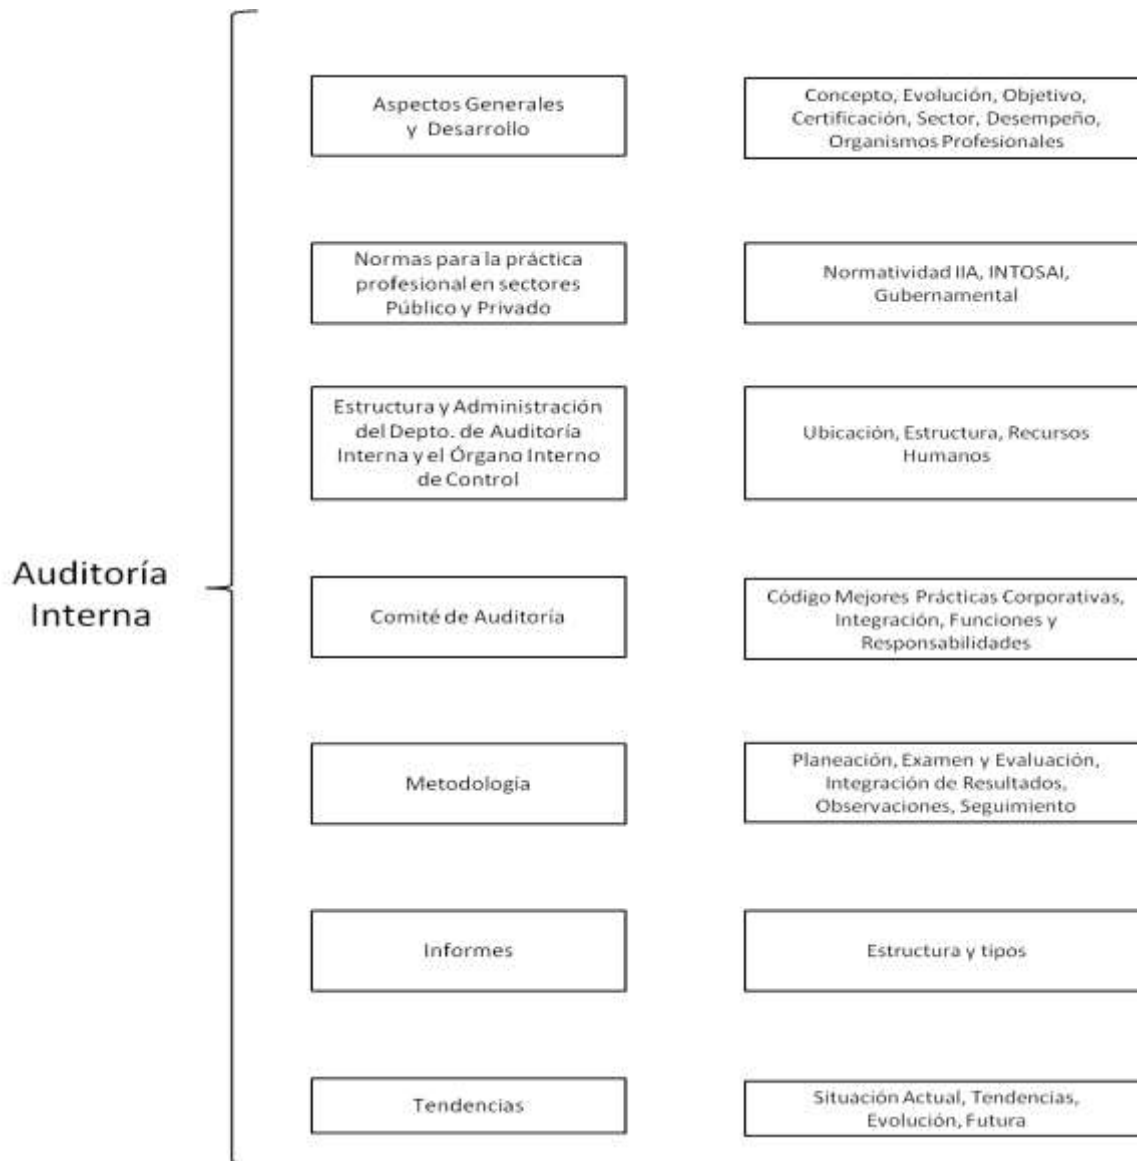 Auditoría
Interna
Aspectos Generales
y Desarrollo
Concepto, Evolución, Objetivo,
Certificación, Sector, Desempeño,
Organismos Profesionales
Normas para la práctica
profesional en sectores
Público y Privado
Normatividad IIA, INTOSAI,
Gubernamental
Estructura y Administración
del Depto. de Auditoría
Interna y el Órgano Interno
de Control
Ubicación, Estructura, Recursos
Humanos
Comité de Auditoría
Código Mejores Prácticas Corporativas,
Integración, Funciones y
Responsabilidades
Metodología
Planeación, Examen y Evaluación,
Integración de Resultados,
Observaciones, Seguimiento
Informes
Estructura y tipos
Tendencias
Situación Actual, Tendencias,
Evolución, Futura